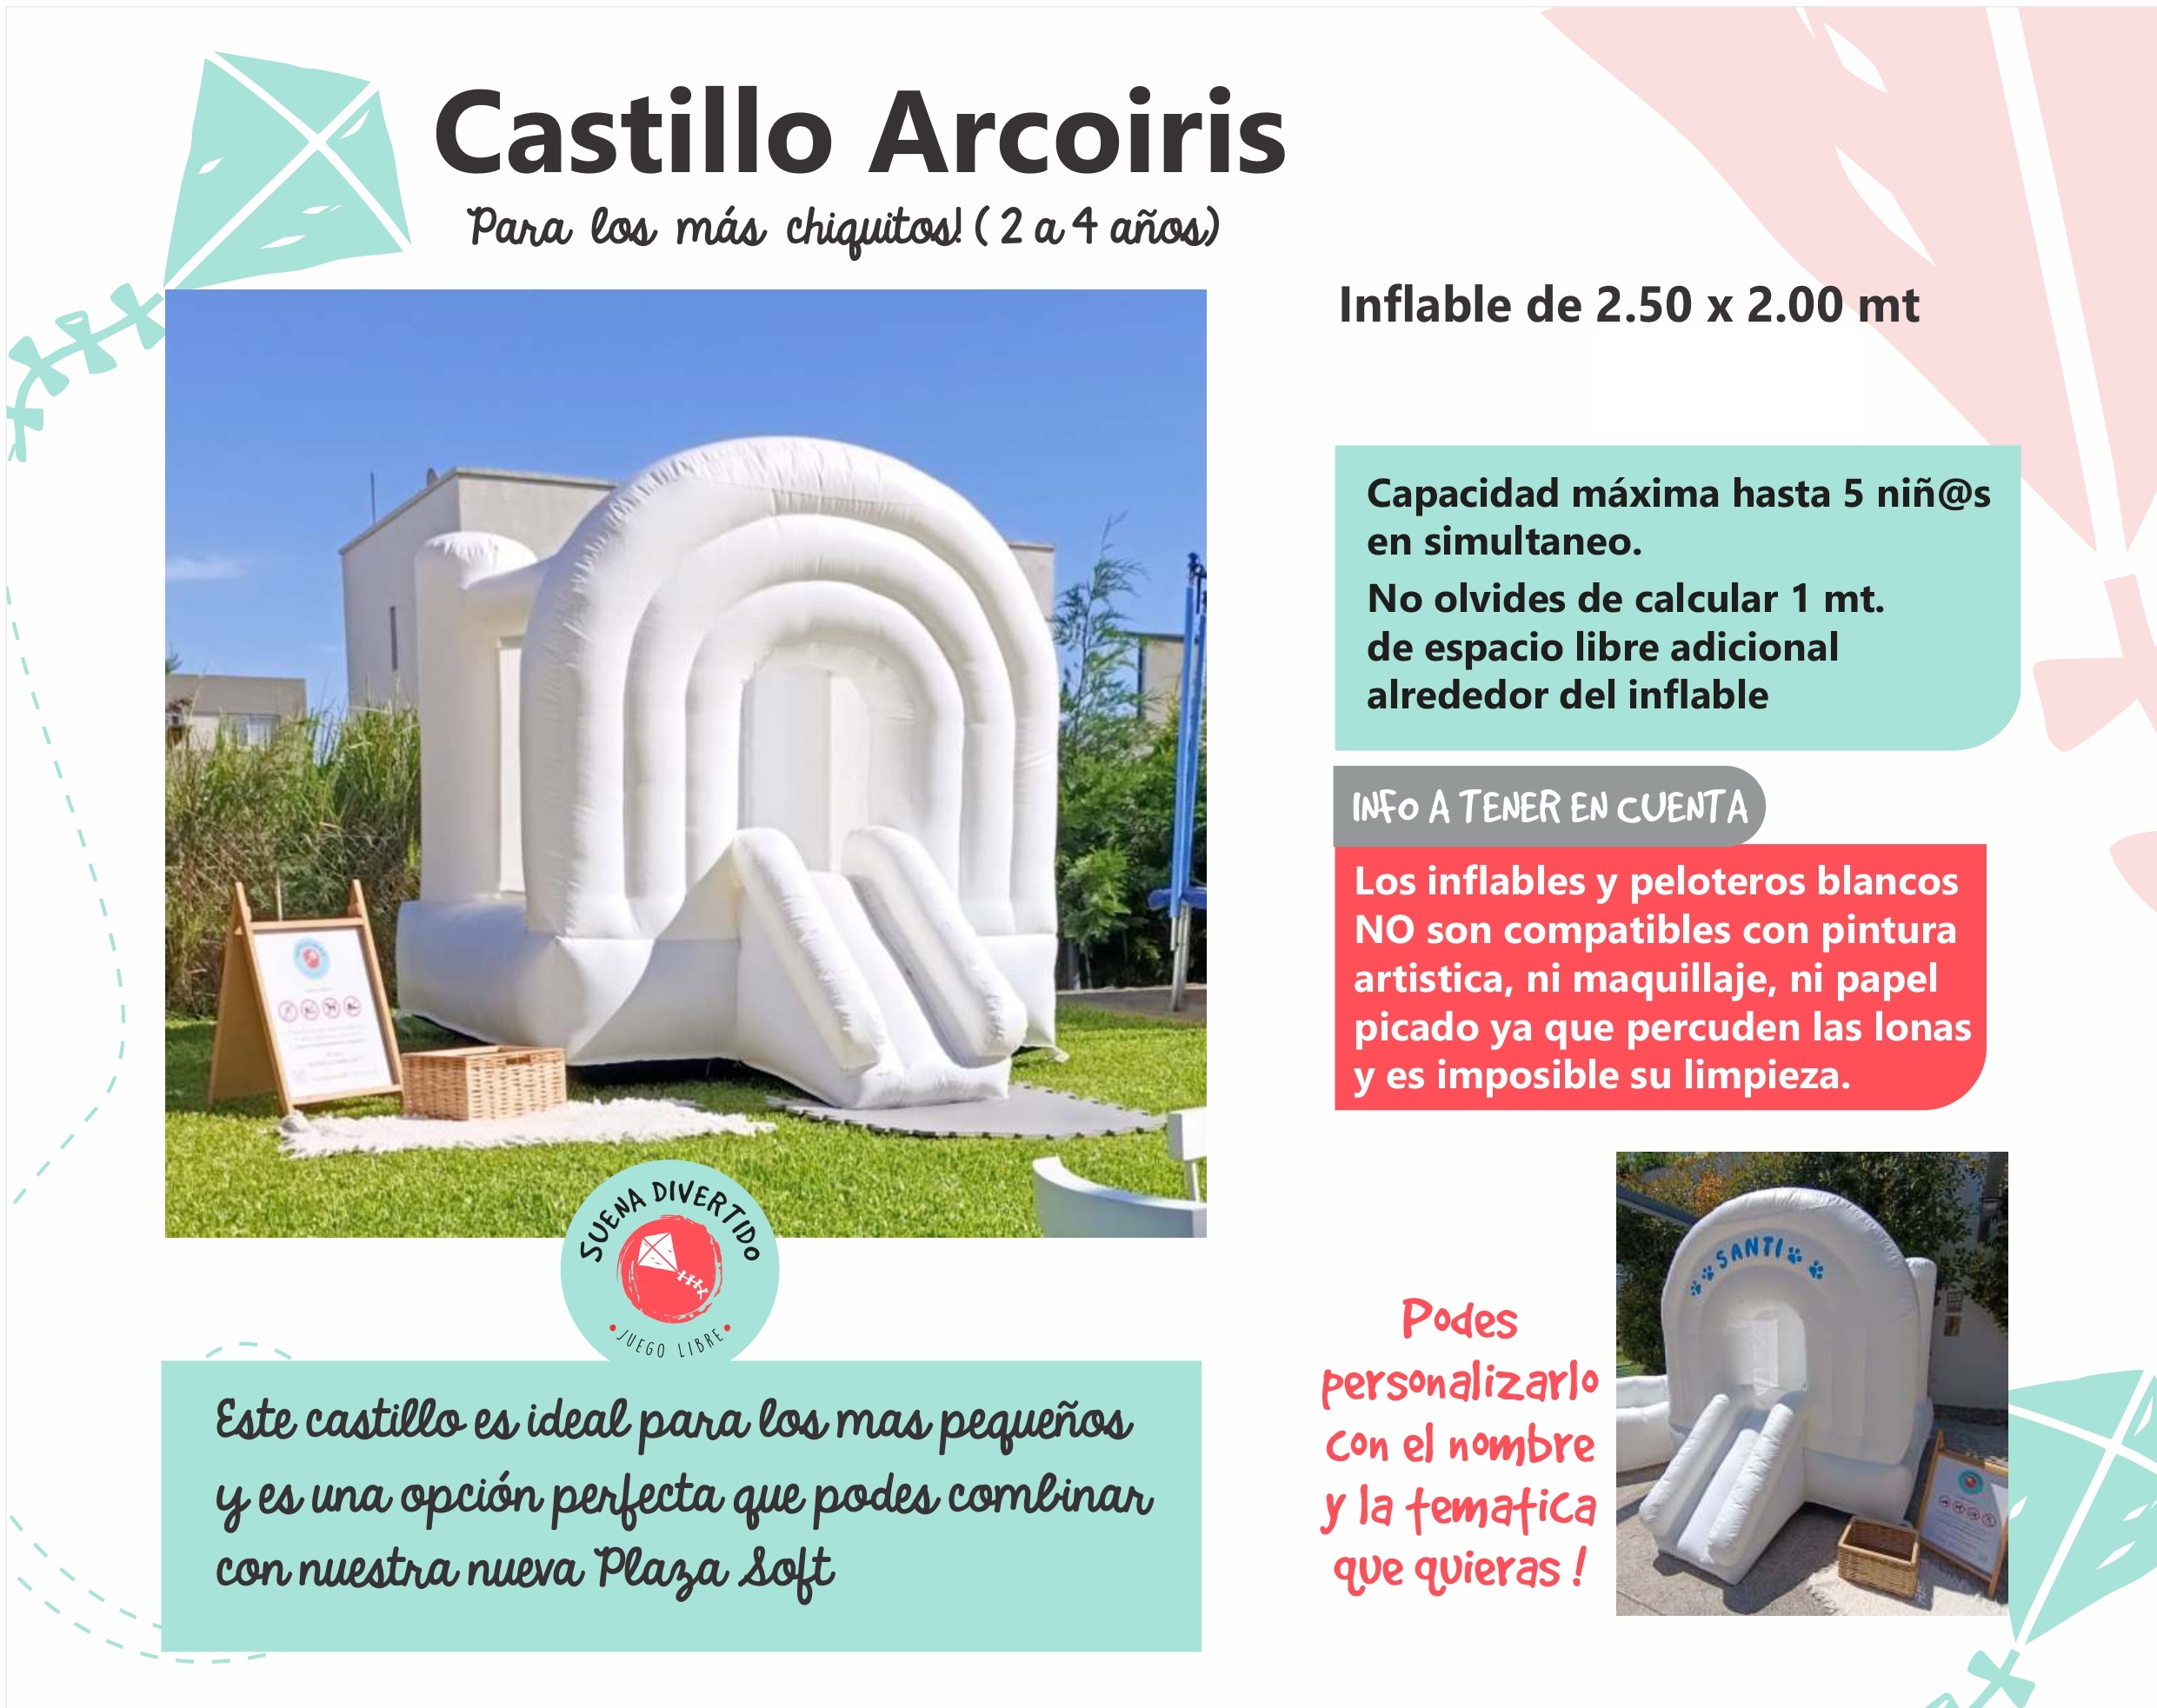 Castillo Arcoiris
Para los más chiquitos! ( 2 a 4 años)
Inflable de 2.50 x 2.00 mt
Capacidad máxima hasta 5 niñ@s
en simultaneo.
No olvides de calcular 1 mt.
de espacio libre adicional
alrededor del inflable
INFO A TENER EN CUENTA
Los inflables y peloteros blancos
NO son compatibles con pintura
artistica, ni maquillaje, ni papel
picado ya que percuden las lonas
y es imposible su limpieza.
SUENA DIVERTIDO
• JUEGO LIBRE •
Este castillo es ideal para los mas pequeños
y es una opción perfecta que podes combinar
con nuestra nueva Plaza Soft
Podes
personalizarlo
con el nombre
y la tematica
que quieras !
SANTI